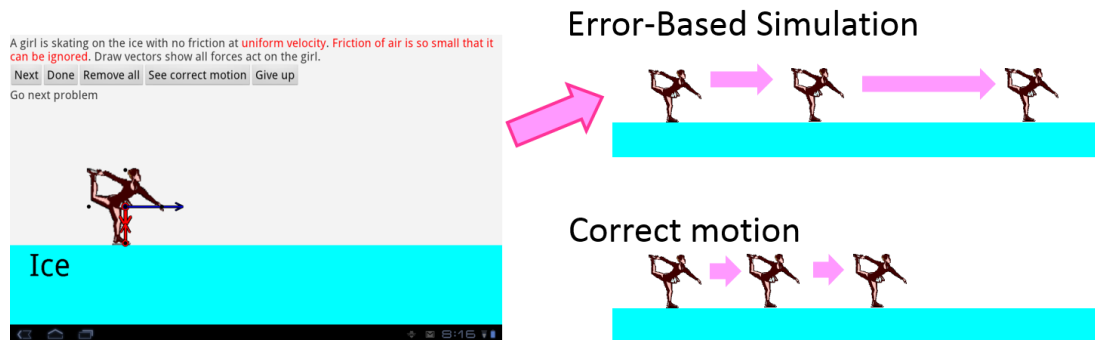 A girl is skating on the ice with no friction at uniform velocity. Friction of air is so small that it
can be ignored. Draw vectors show all forces act on the girl.
Next Done Remove all See correct motion Give up
Go next problem
Ice
8:16
Error-Based Simulation
Correct motion